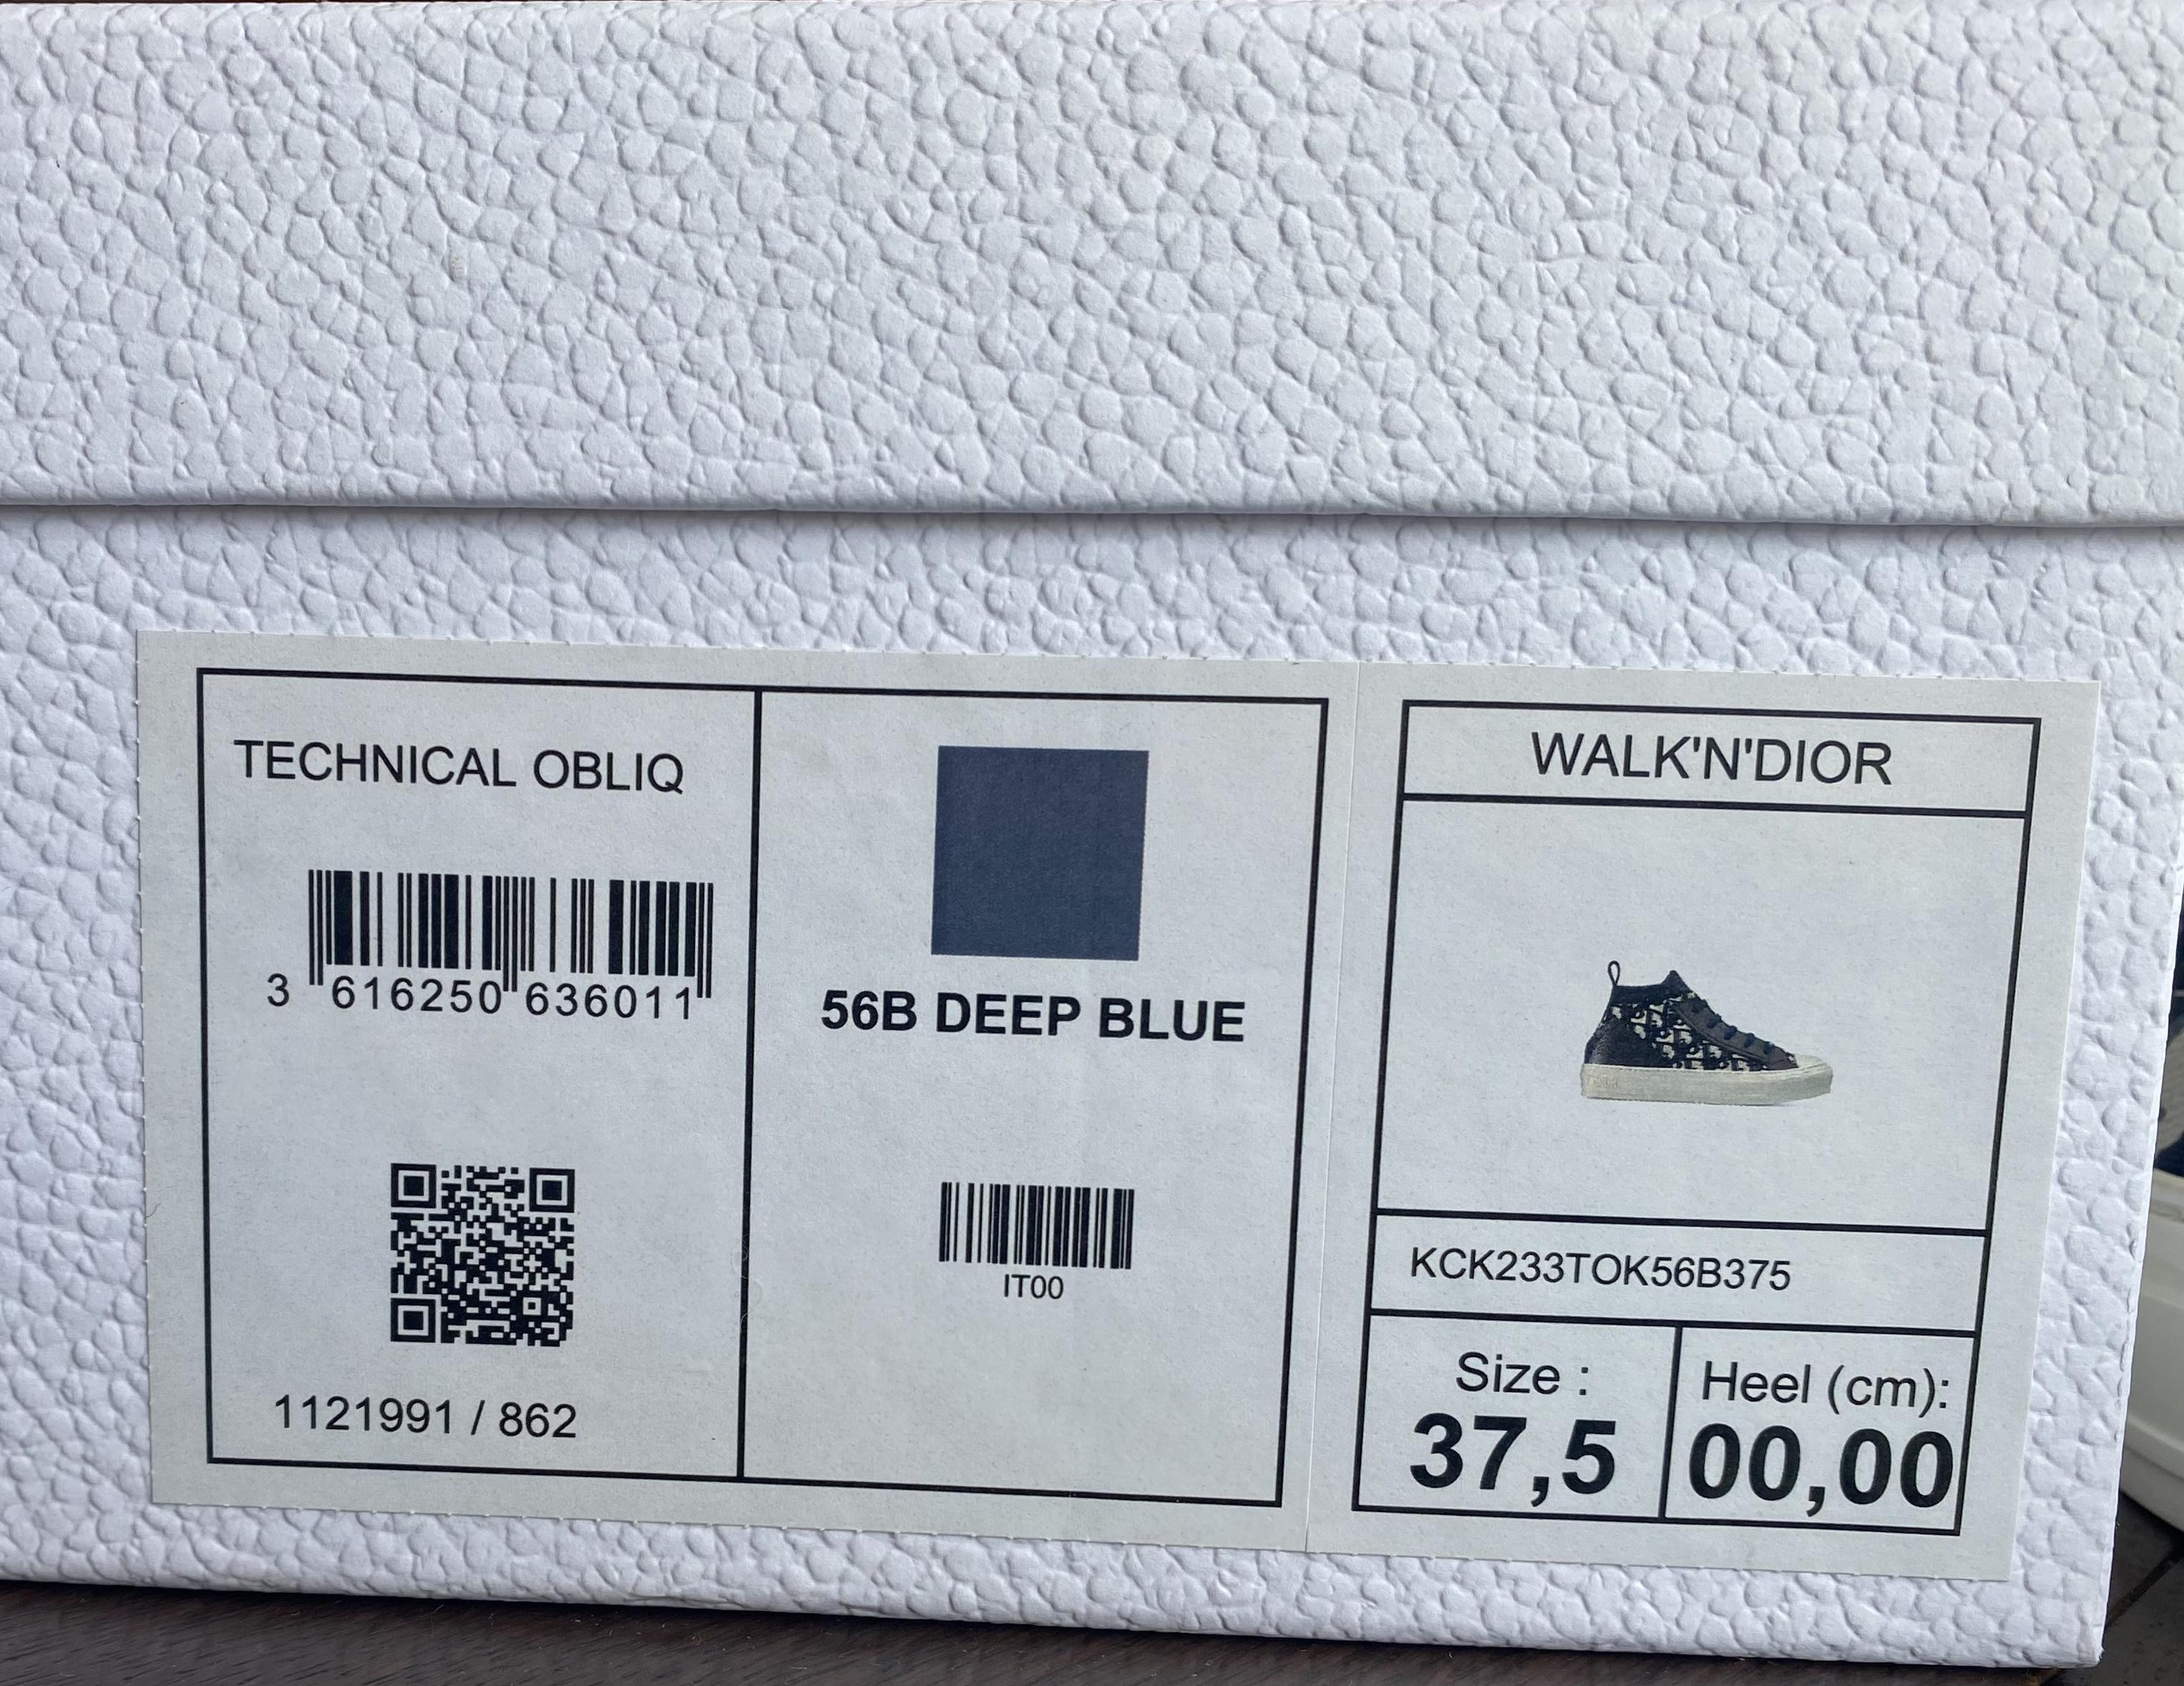 TECHNICAL OBLIQ
3 616250 636011
1121991 / 862
56B DEEP BLUE
IT00
WALK'N'DIOR
KCK233TOK56B375
Size :
37,5
Heel (cm):
00,00